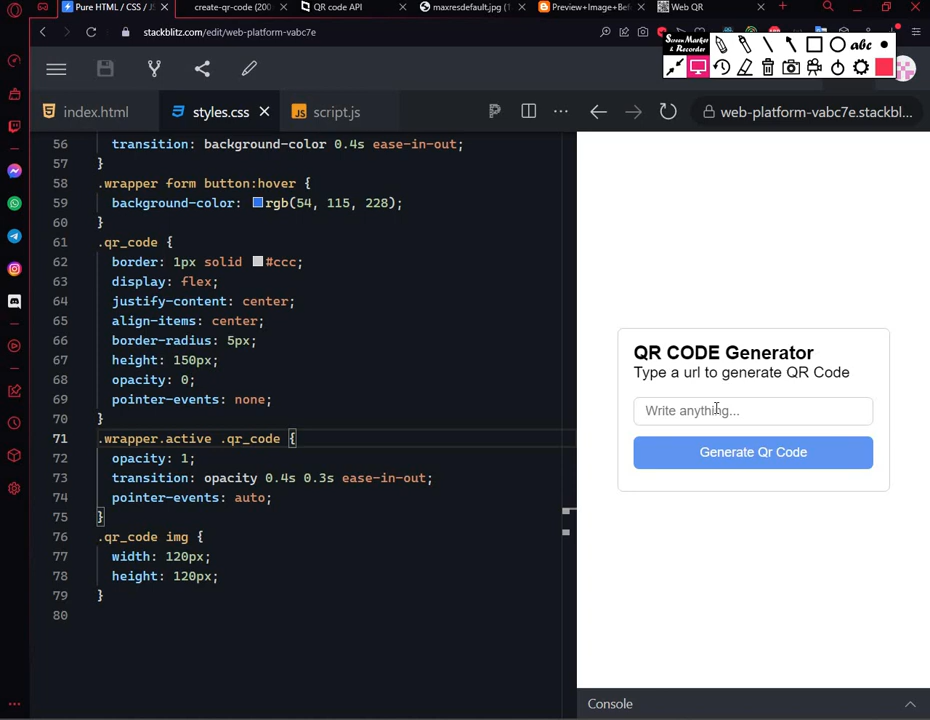 Pure HTML / CSS / J
create-qr-code (200
QR code API
maxresdefault.jpg (1
Preview+Image+Bef
Web QR
stackblitz.com/edit/web-platform-vabc7e
Screen Marker
& Recorder
abc
index.html
styles.css
script.js
web-platform-vabc7e.stackbl...
56 transition: background-color 0.4s ease-in-out;
57 }
58 .wrapper form button:hover {
59 background-color: rgb(54, 115, 228);
60 }
61 .qr_code {
62 border: 1px solid #ccc;
63 display: flex;
64 justify-content: center;
65 align-items: center;
66 border-radius: 5px;
67 height: 150px;
68 opacity: 0;
69 pointer-events: none;
70 }
71 .wrapper.active .qr_code {
72 opacity: 1;
73 transition: opacity 0.4s 0.3s ease-in-out;
74 pointer-events: auto;
75 }
76 .qr_code img {
77 width: 120px;
78 height: 120px;
79 }
80
QR CODE Generator
Type a url to generate QR Code
Write anything...
Generate Qr Code
Console